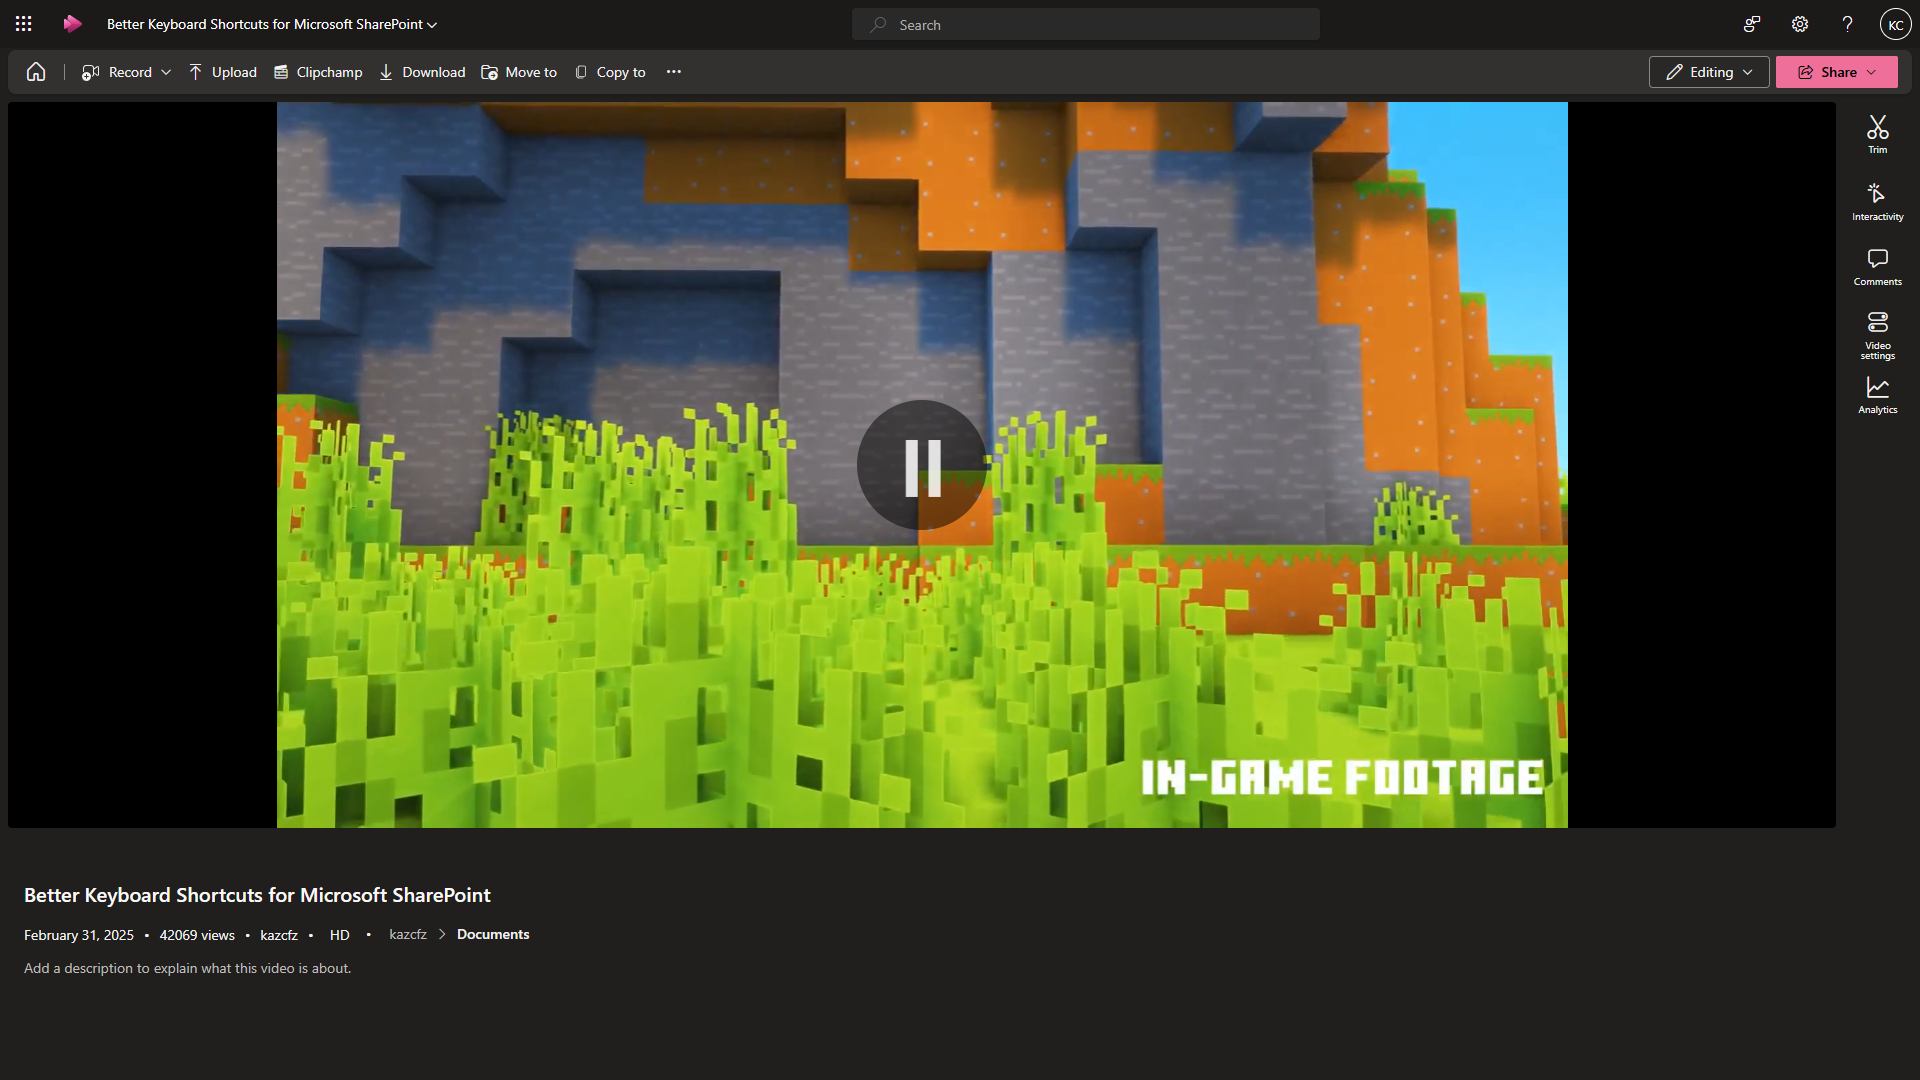 Better Keyboard Shortcuts for Microsoft SharePoint
Search
KC
Record
Upload
Clipchamp
Download
Move to
Copy to
Editing
Share
Trim
Interactivity
Comments
Video
settings
Analytics
IN-GAME FOOTAGE
Better Keyboard Shortcuts for Microsoft SharePoint
February 31, 2025 • 42069 views • kazcfz • HD • kazcfz > Documents
Add a description to explain what this video is about.